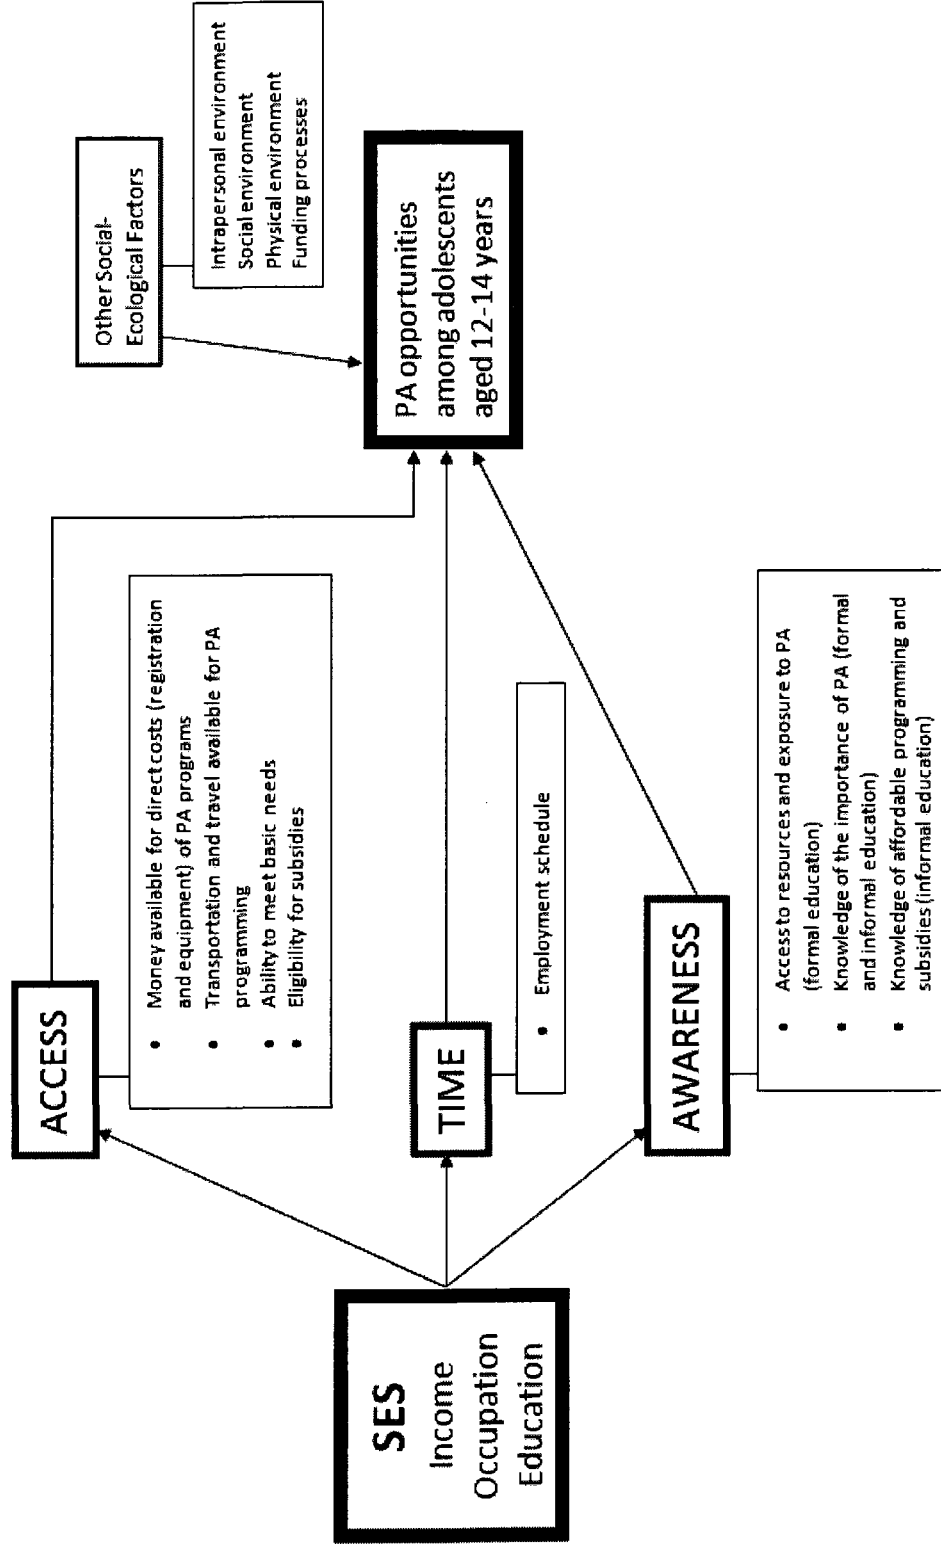 SES
Income
Occupation
Education
ACCESS
• Money available for direct costs (registration
and equipment) of PA programs
• Transportation and travel available for PA
programming
• Ability to meet basic needs
• Eligibility for subsidies
TIME
• Employment schedule
AWARENESS
• Access to resources and exposure to PA
(formal education)
• Knowledge of the importance of PA (formal
and informal education)
• Knowledge of affordable programming and
subsidies (informal education)
Other Social-
Ecological Factors
Intrapersonal environment
Social environment
Physical environment
Funding processes
PA opportunities
among adolescents
aged 12-14 years